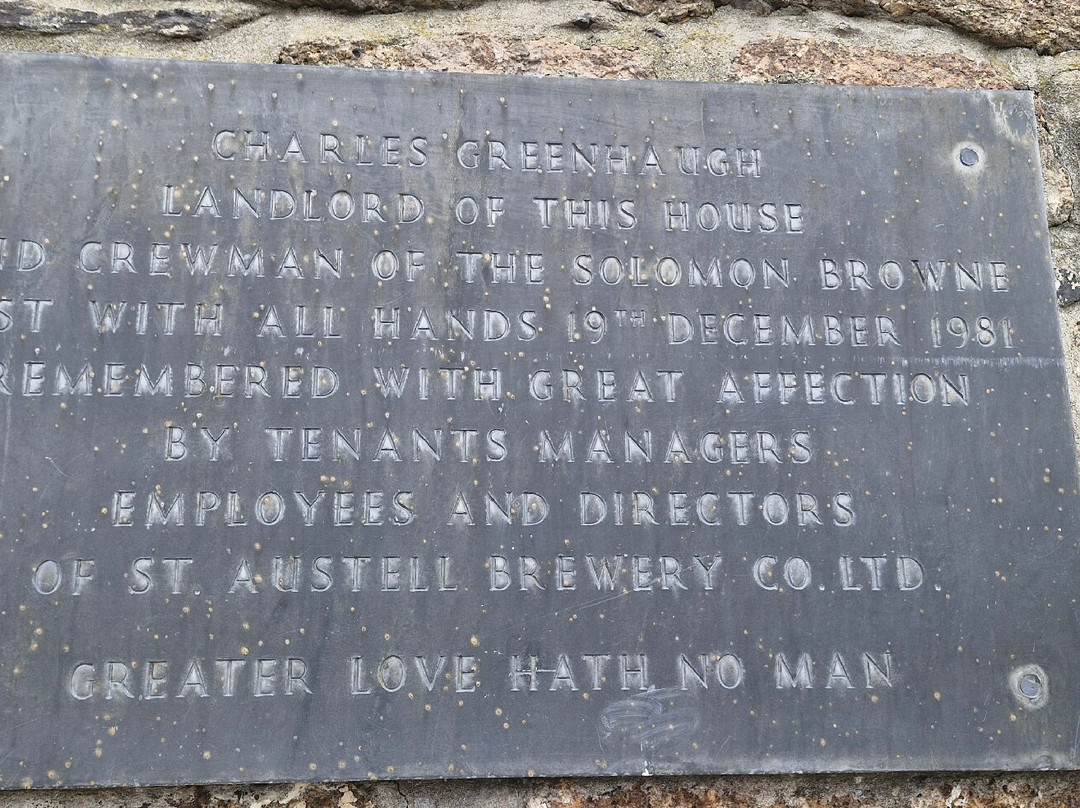 CHARLES GREENHAUGH
LANDLORD OF THIS HOUSE
ND CREWMAN OF THE SOLOMON BROWNE
ST WITH ALL HANDS 19TH DECEMBER 1981
REMEMBERED WITH GREAT AFFECTION
BY TENANTS MANAGERS
EMPLOYEES AND DIRECTORS
OF ST. AUSTELL BREWERY CO. LTD.
GREATER LOVE HATH NO MAN